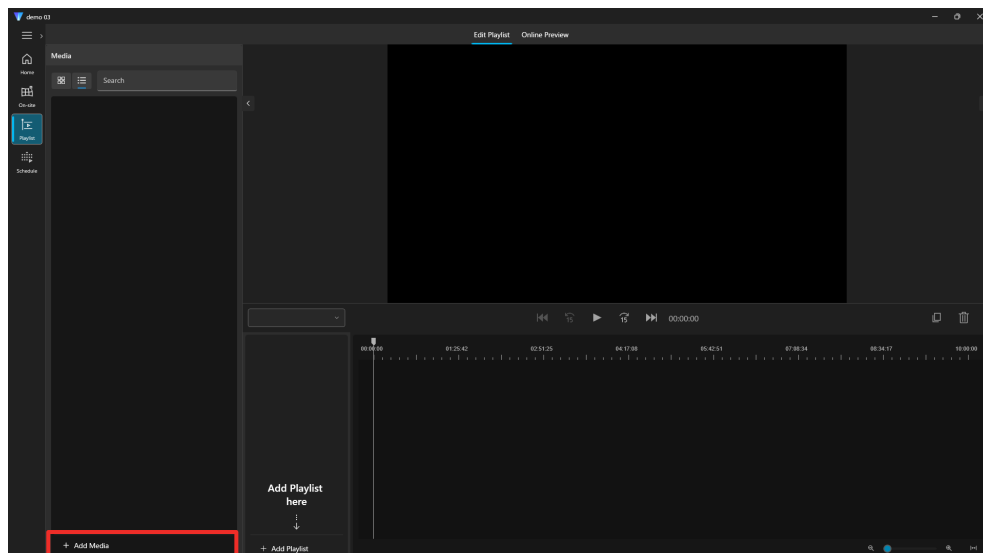 demo 03
Edit Playlist Online Preview
Home
On-site
Playlist
Schedule
Media
Search
15 15 00:00:00
00:00:00 01:25:42 02:51:25 04:17:08 05:42:51 07:08:34 08:34:17 10:00:00
Add Playlist
here
+ Add Media
+ Add Playlist